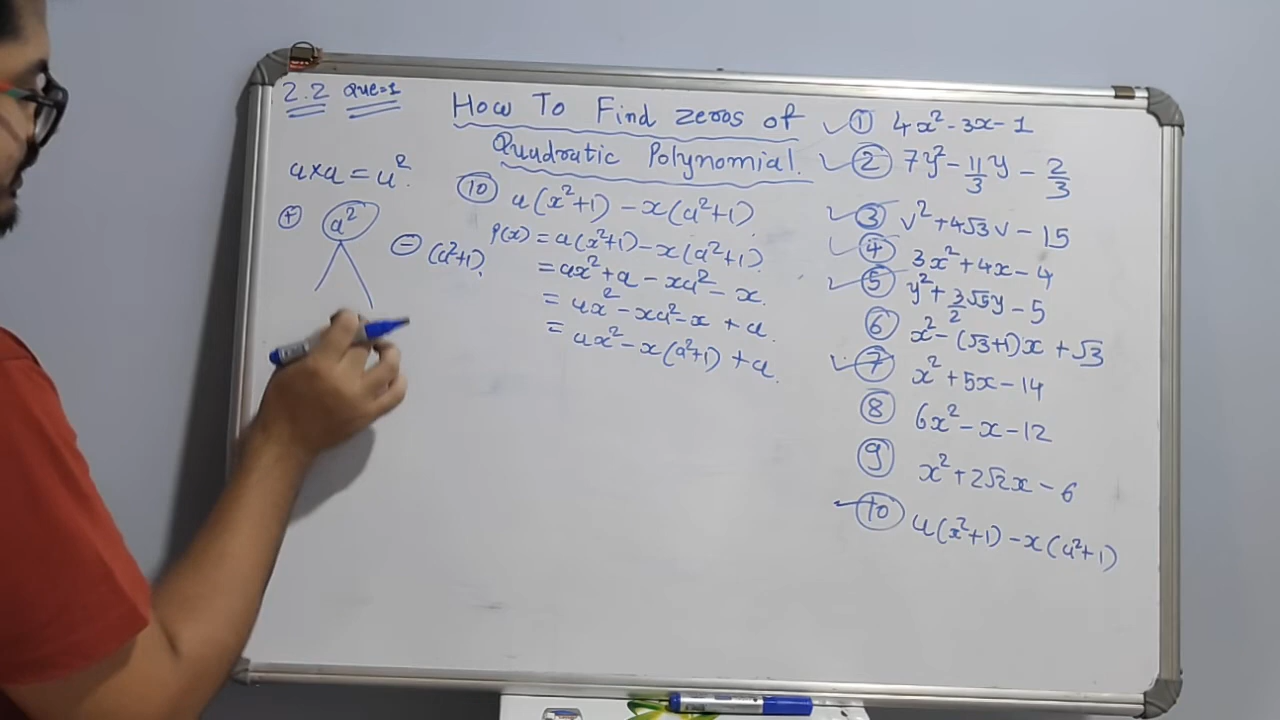 2.2 Que=1
How To Find zeros of
Quadratic Polynomial.
a×a = a².
+ a² - (a²+1).
10 a(x²+1) - x(a²+1).
P(x) = a(x²+1) - x(a²+1).
= ax² + a - xa² - x.
= ax² - xa² - x + a.
= ax² - x(a²+1) + a.
1 4x² - 3x - 1
2 7y² - 11/3 y - 2/3
3 v² + 4√3v - 15
4 3x² + 4x - 4
5 y² + 3/2 √5y - 5
6 x² - (√3+1)x + √3
7 x² + 5x - 14
8 6x² - x - 12
9 x² + 2√2x - 6
10 a(x²+1) - x(a²+1)